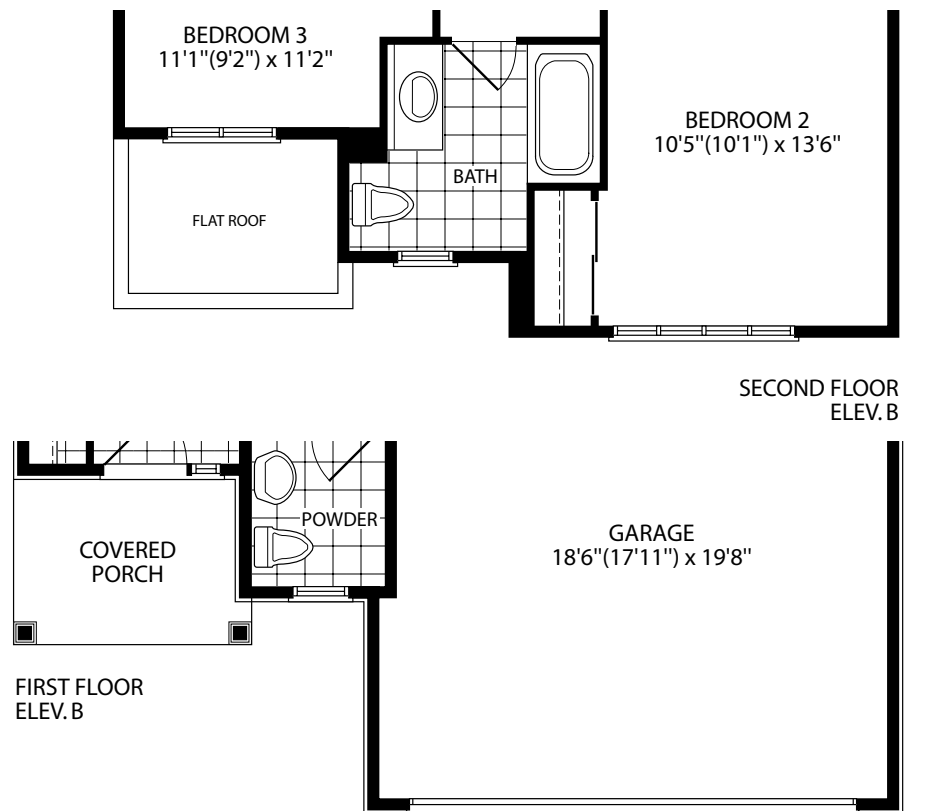 BEDROOM 3
11'1"(9'2") x 11'2"
BEDROOM 2
10'5"(10'1") x 13'6"
BATH
FLAT ROOF
SECOND FLOOR
ELEV. B
POWDER
COVERED
PORCH
GARAGE
18'6"(17'11") x 19'8"
FIRST FLOOR
ELEV. B